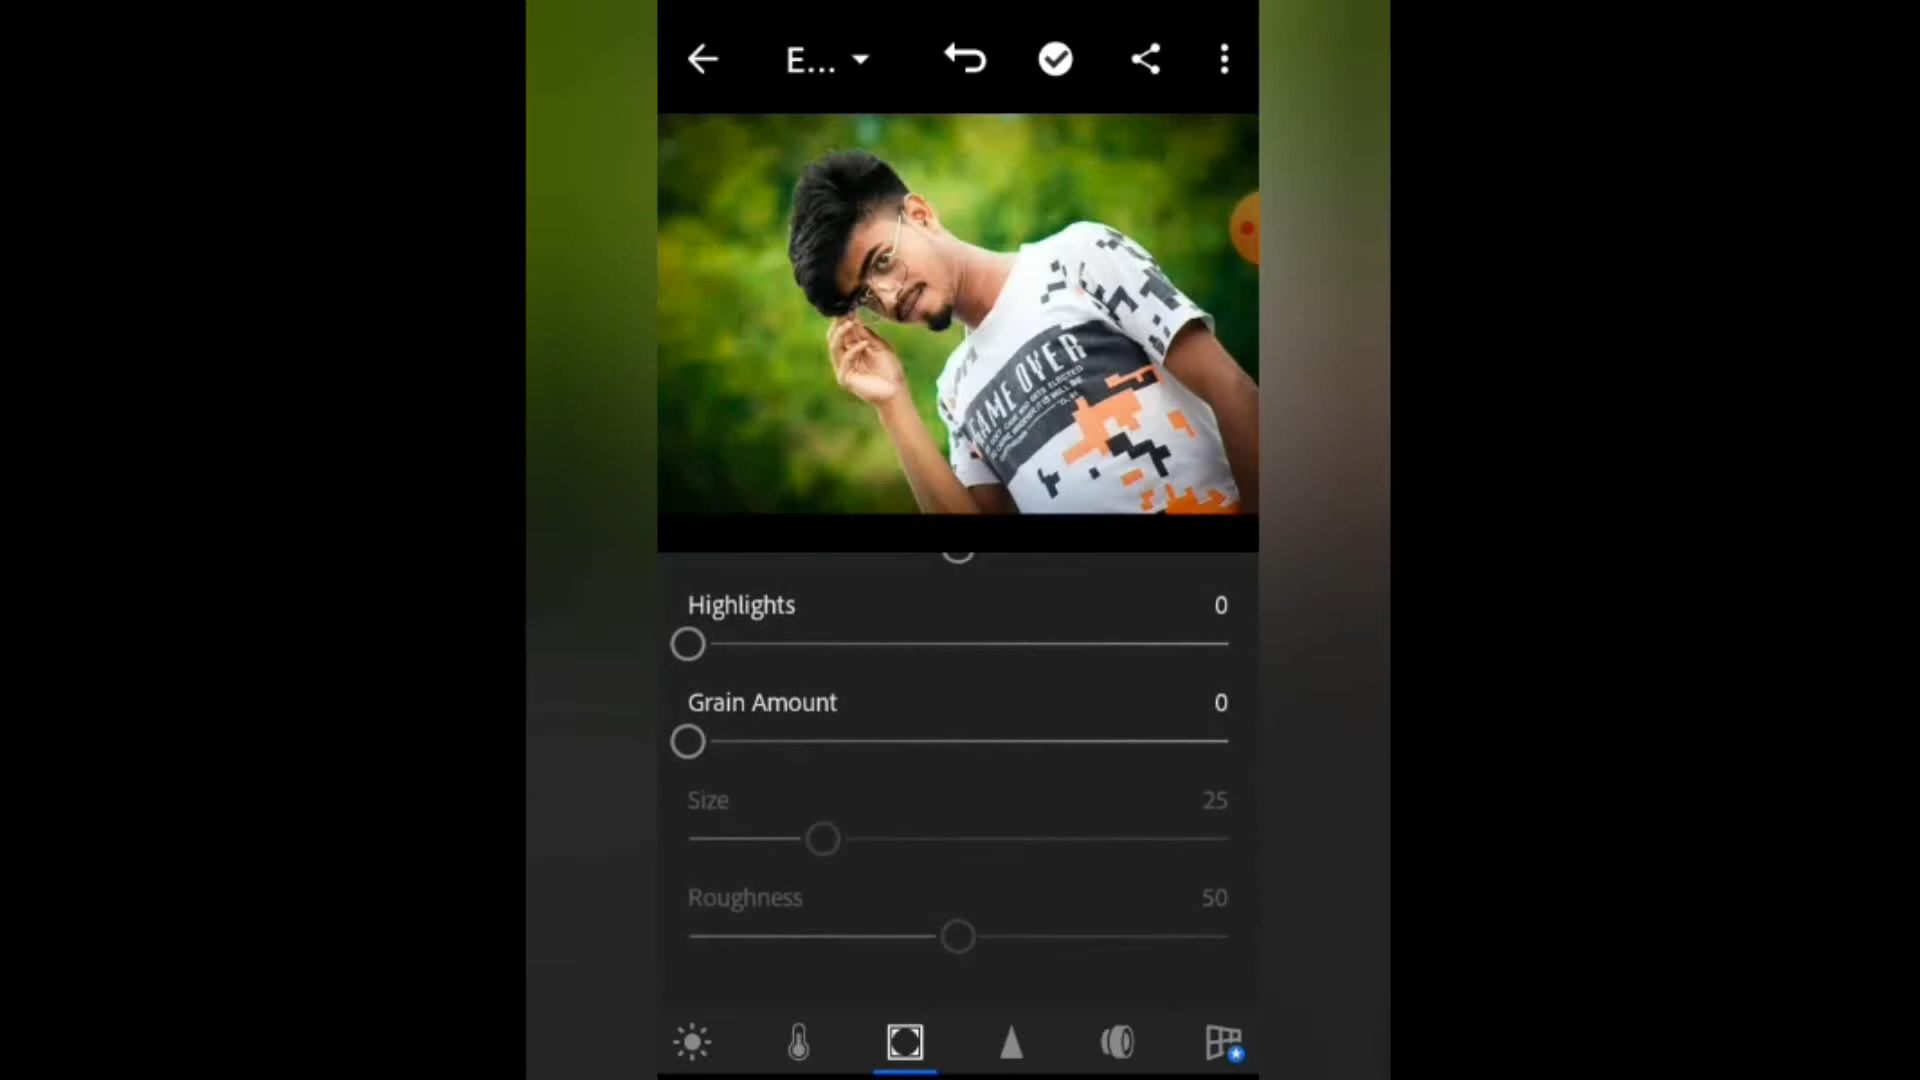 E...
GAME OVER
Highlights 0
Grain Amount 0
Size 25
Roughness 50